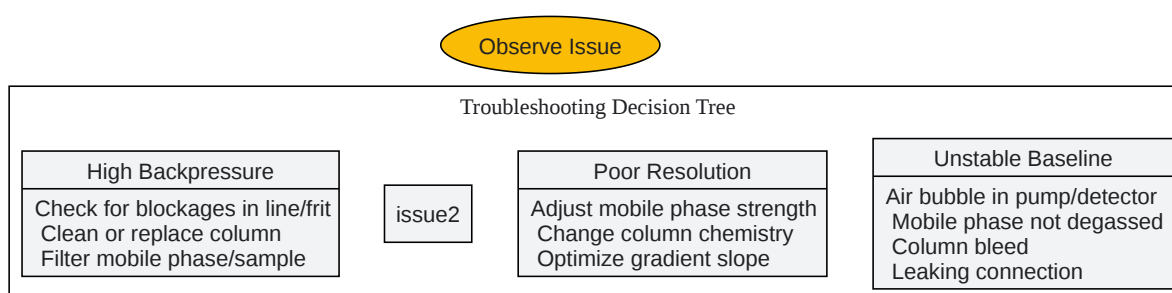 Observe Issue
Troubleshooting Decision Tree
High Backpressure
Check for blockages in line/frit
Clean or replace column
Filter mobile phase/sample
issue2
Poor Resolution
Adjust mobile phase strength
Change column chemistry
Optimize gradient slope
Unstable Baseline
Air bubble in pump/detector
Mobile phase not degassed
Column bleed
Leaking connection